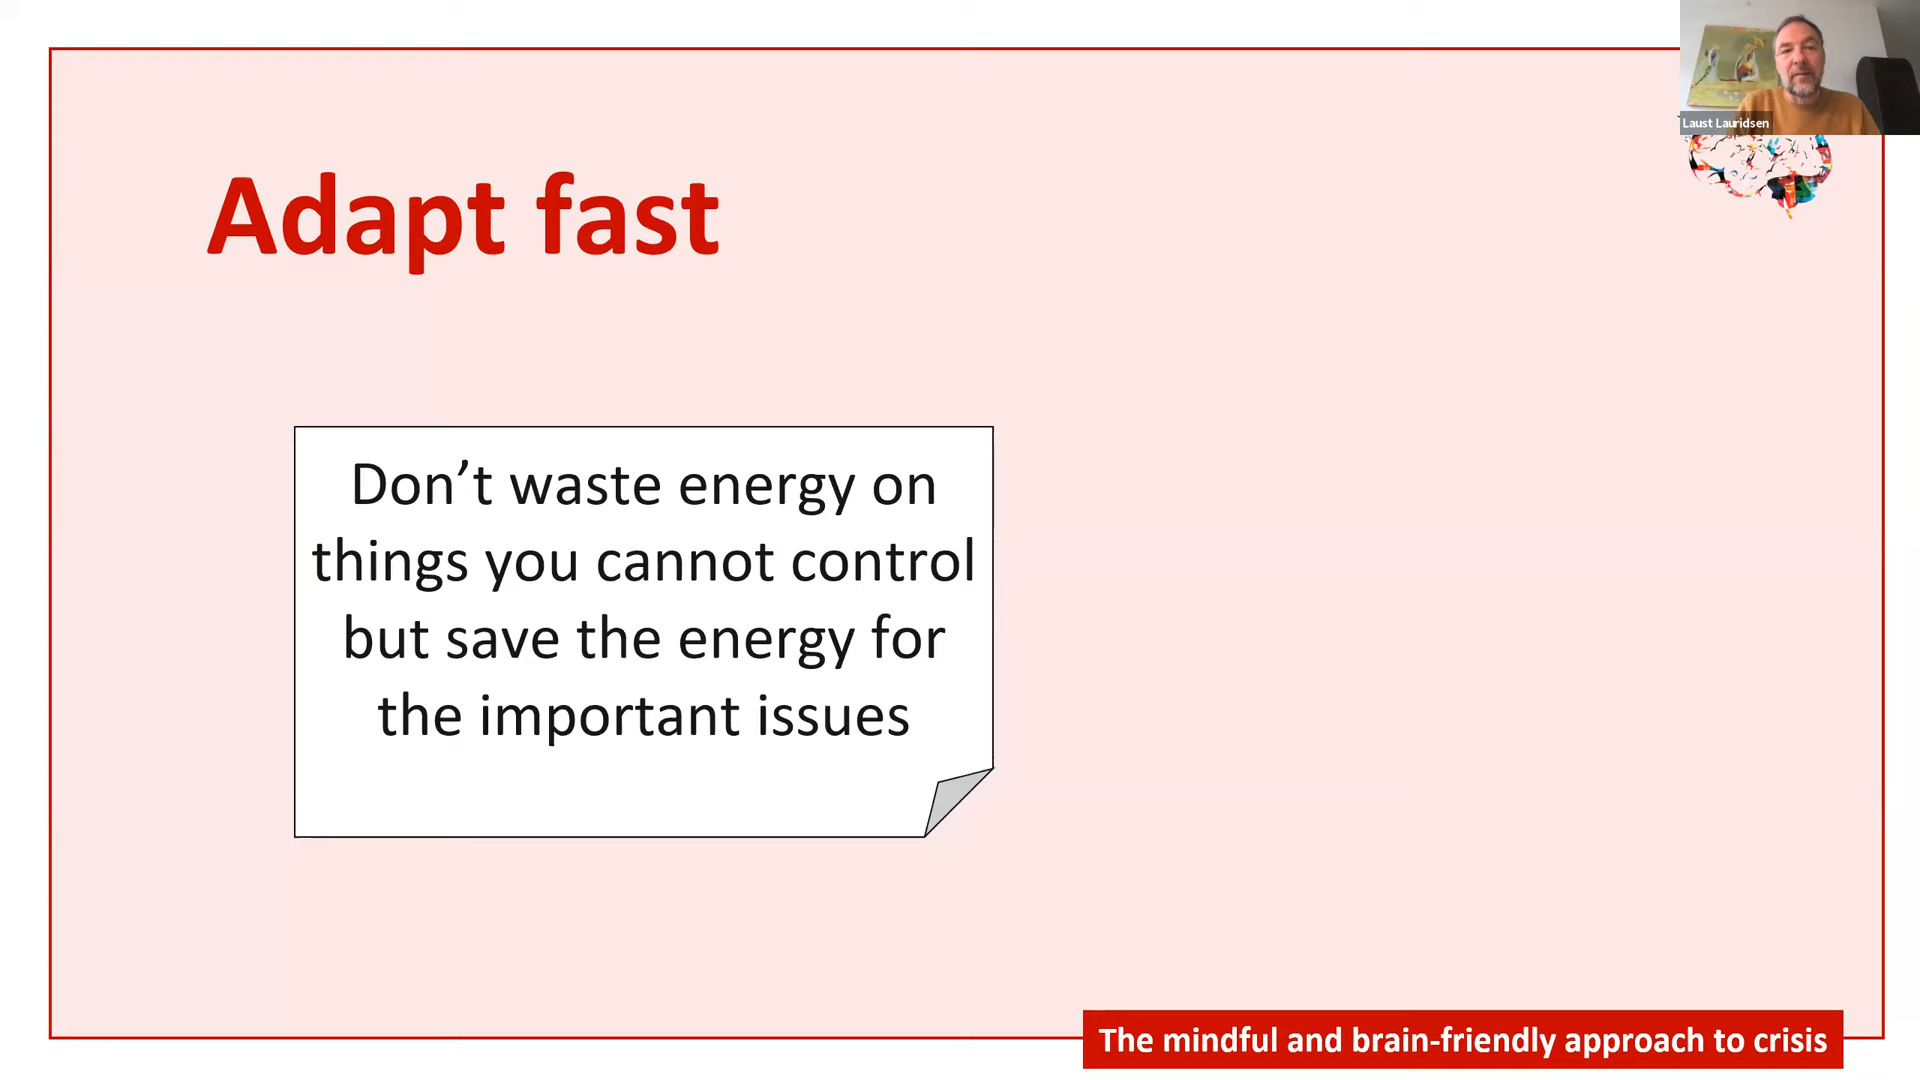 Laust Lauridsen
Adapt fast
Don’t waste energy on
things you cannot control
but save the energy for
the important issues
The mindful and brain-friendly approach to crisis